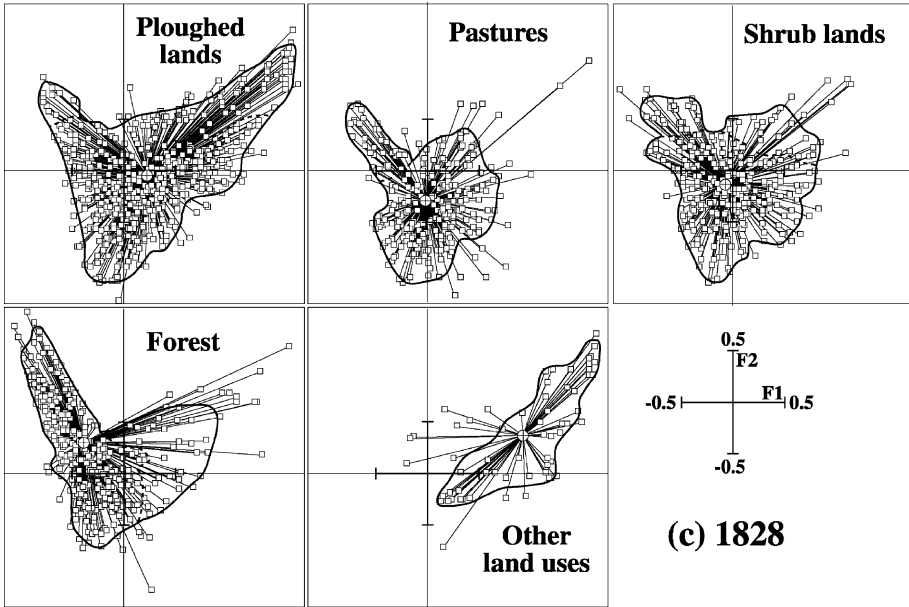 Ploughed
lands
Pastures
Shrub lands
Forest
Other
land uses
0.5
F2
-0.5
F1
0.5
-0.5
(c) 1828